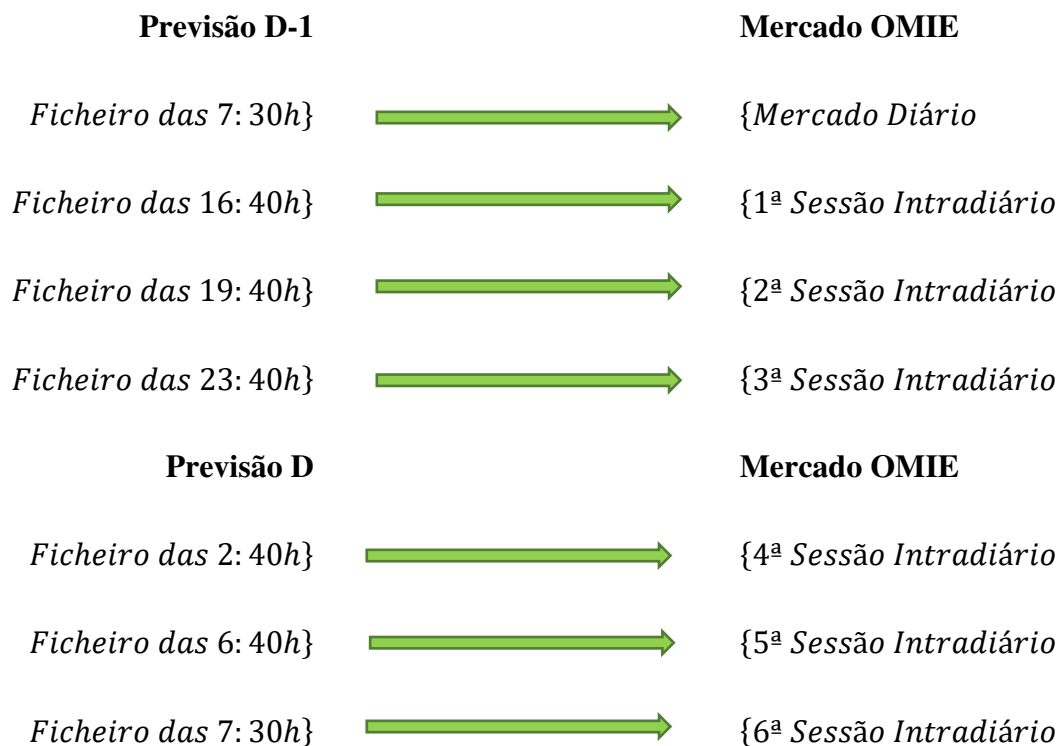 Previsão D-1 Mercado OMIE
Ficheiro das 7: 30h} {Mercado Diário
Ficheiro das 16: 40h} {1ª Sessão Intradiário
Ficheiro das 19: 40h} {2ª Sessão Intradiário
Ficheiro das 23: 40h} {3ª Sessão Intradiário
Previsão D Mercado OMIE
Ficheiro das 2: 40h} {4ª Sessão Intradiário
Ficheiro das 6: 40h} {5ª Sessão Intradiário
Ficheiro das 7: 30h} {6ª Sessão Intradiário